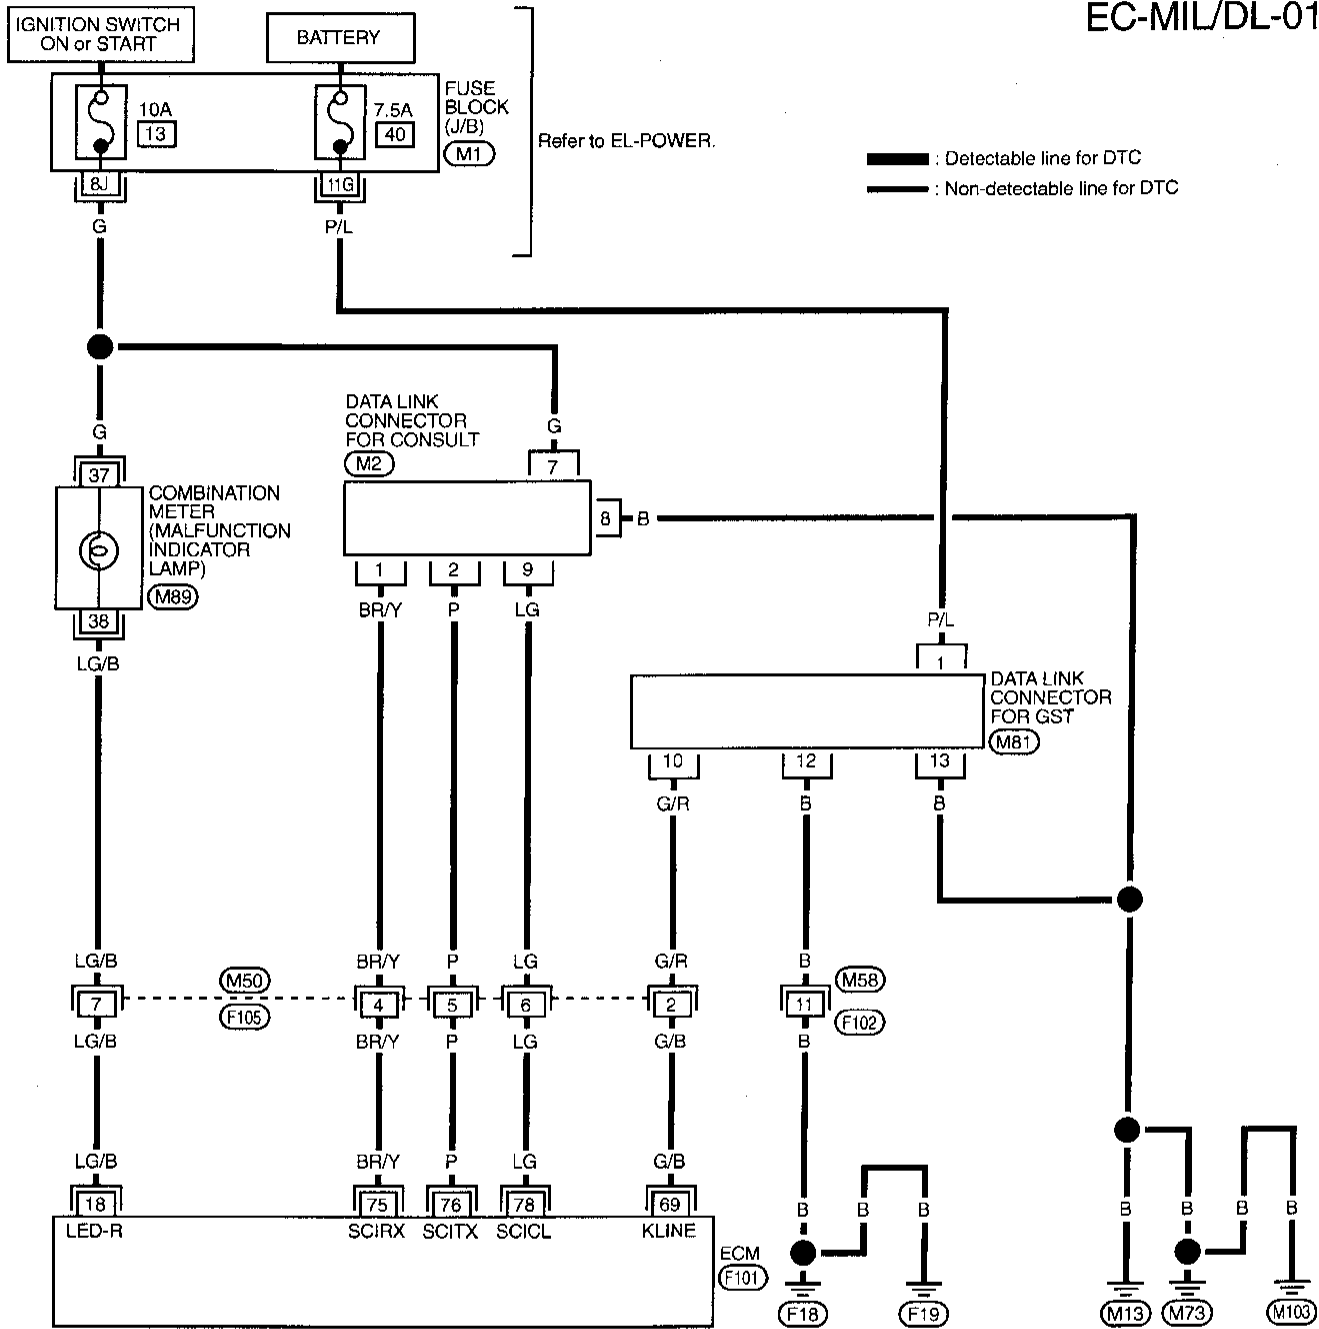 EC-MIL/DL-01
IGNITION SWITCH
ON or START
BATTERY
10A
13
7.5A
40
FUSE
BLOCK
(J/B)
M1
Refer to EL-POWER.
: Detectable line for DTC
: Non-detectable line for DTC
8J
11G
G
P/L
DATA LINK
CONNECTOR
FOR CONSULT
M2
G
G
37
7
COMBINATION
METER
(MALFUNCTION
INDICATOR
LAMP)
M89
8
B
1
2
9
BR/Y
P
LG
38
LG/B
P/L
1
DATA LINK
CONNECTOR
FOR GST
M81
10
12
13
G/R
B
B
LG/B
BR/Y
P
LG
G/R
B
M50
M58
7
4
5
6
2
11
F105
F102
LG/B
BR/Y
P
LG
G/B
B
LG/B
BR/Y
P
LG
G/B
18
75
76
78
69
B
B
B
B
B
B
B
LED-R
SCIRX
SCITX
SCICL
KLINE
ECM
F101
F18
F19
M13
M73
M103